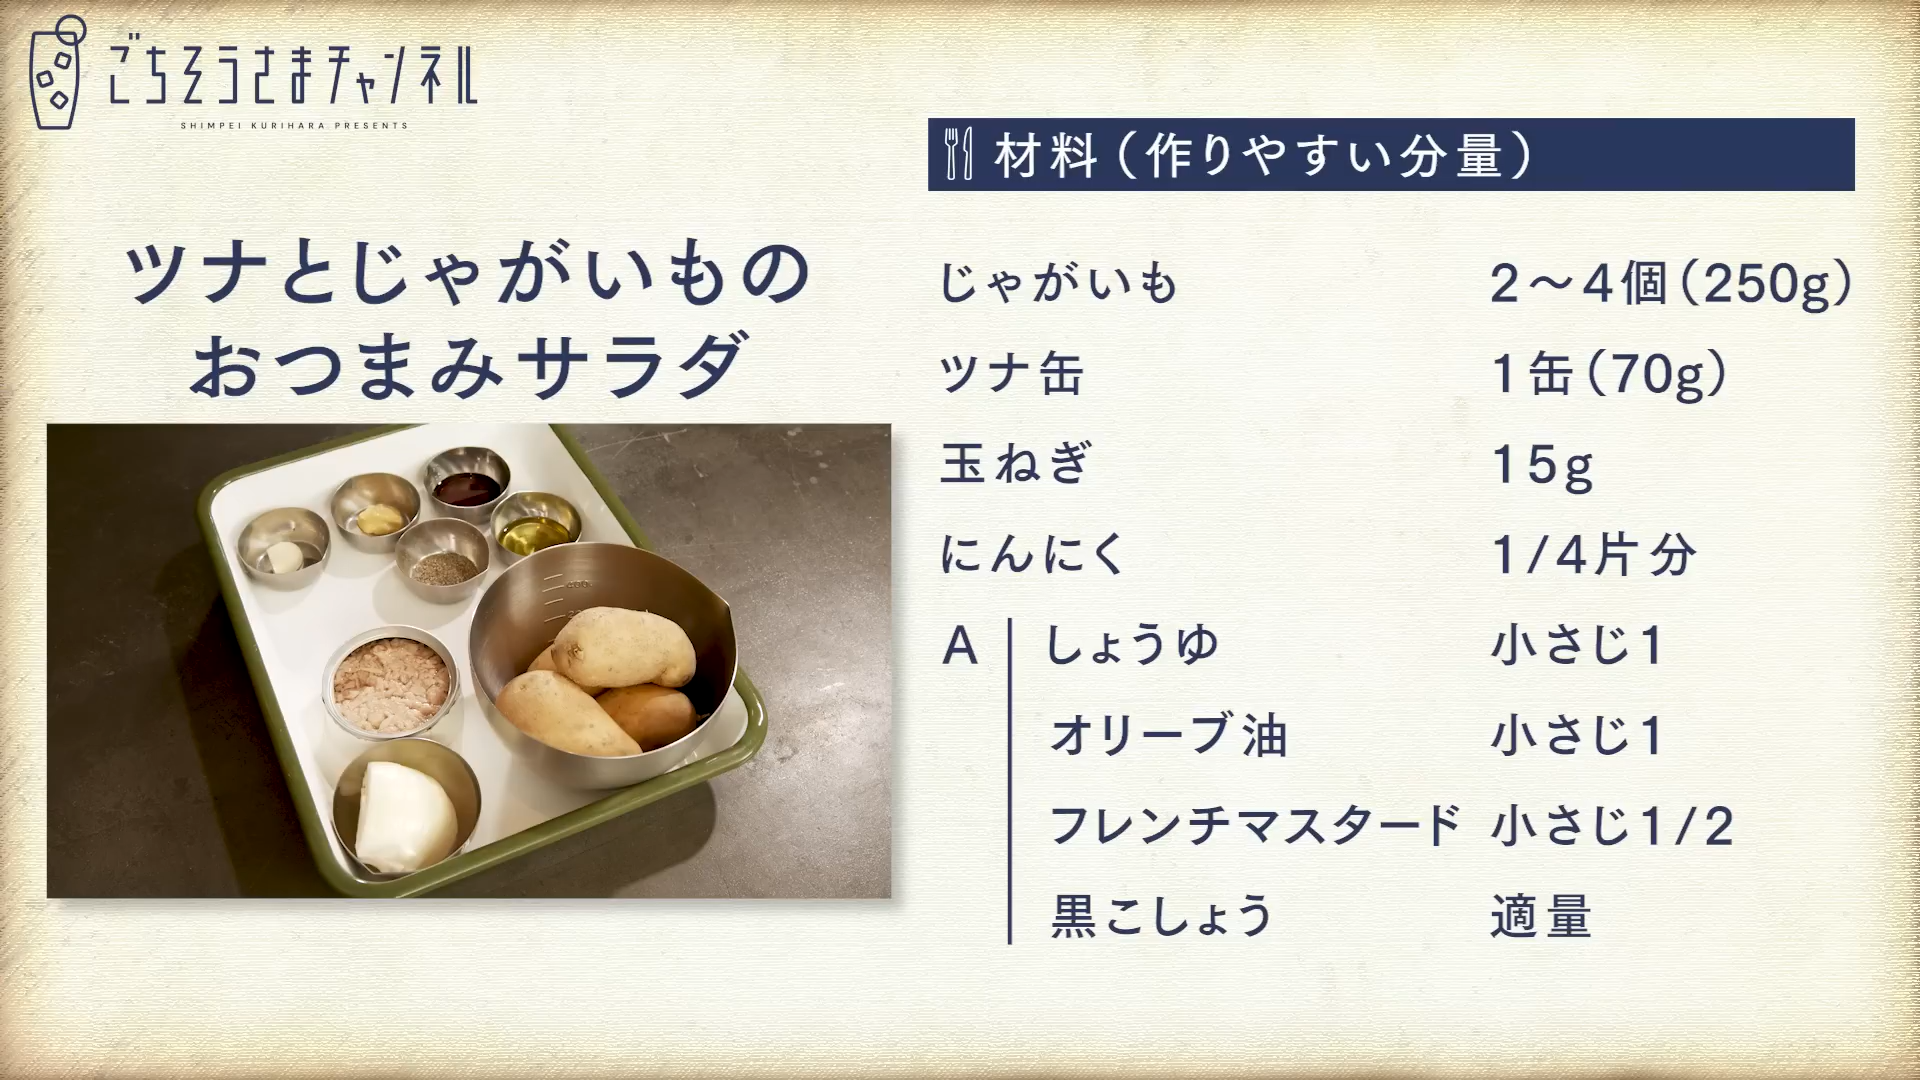 ごちそうさまチャンネル
SHIMPEI KURIHARA PRESENTS
ツナとじゃがいもの
おつまみサラダ
材料（作りやすい分量）
じゃがいも 2～4個（250g）
ツナ缶 1缶（70g）
玉ねぎ 15g
にんにく 1/4片分
A しょうゆ 小さじ1
オリーブ油 小さじ1
フレンチマスタード 小さじ1/2
黒こしょう 適量